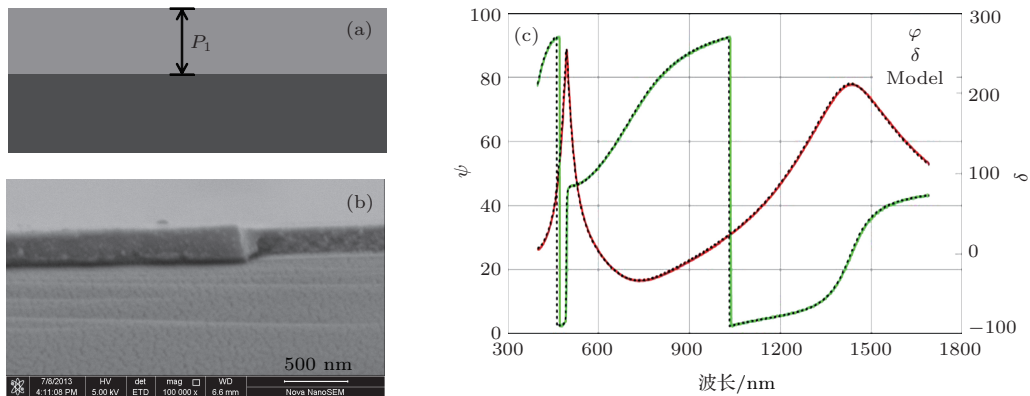 (a)
P1
(b)
500 nm
7/8/2013
4:11:08 PM
HV
5.00 kV
det
ETD
mag □
100 000 x
WD
6.6 mm
Nova NanoSEM
(c)
φ
δ
Model
100
80
60
40
20
0
ψ
300
200
100
0
−100
δ
300
600
900
1200
1500
1800
波长/nm